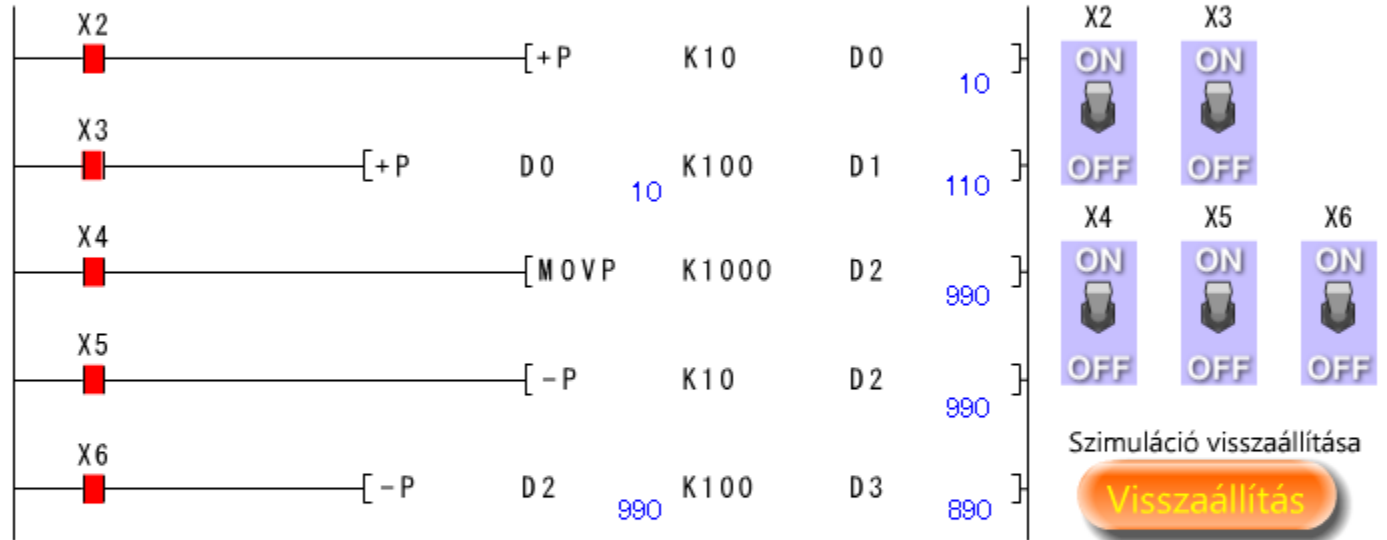 X2
[+P K10 D0 ]
10
X3
[+P D0 K100 D1 ]
10 110
X4
[MOVP K1000 D2 ]
990
X5
[-P K10 D2 ]
990
X6
[-P D2 K100 D3 ]
990 890
X2 X3
ON ON
OFF OFF
X4 X5 X6
ON ON ON
OFF OFF OFF
Szimuláció visszaállítása
Visszaállítás